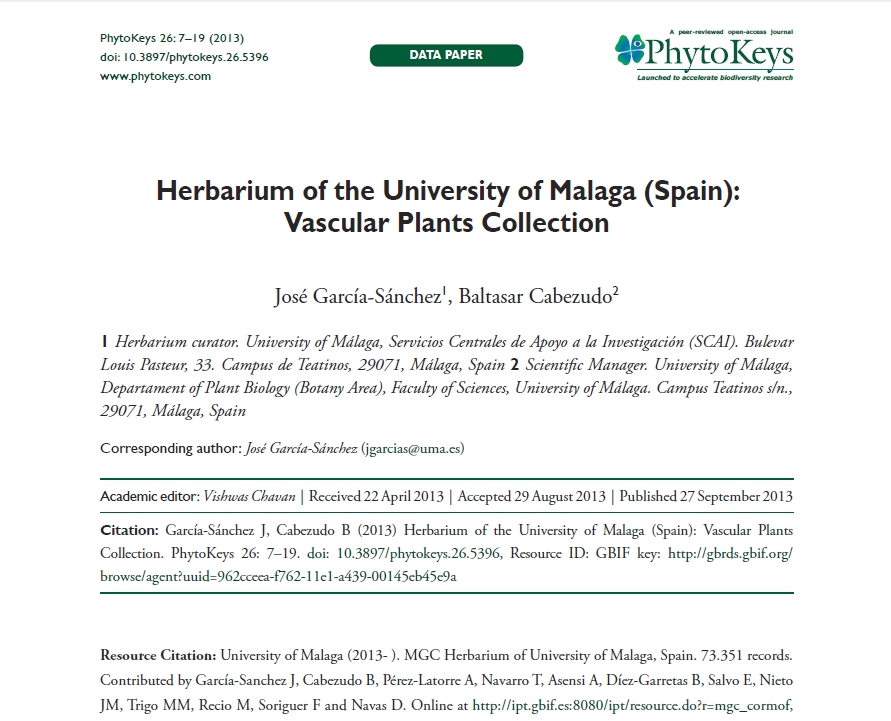 PhytoKeys 26: 7–19 (2013)
doi: 10.3897/phytokeys.26.5396
www.phytokeys.com
DATA PAPER
A peer-reviewed open-access journal
PhytoKeys
Launched to accelerate biodiversity research
Herbarium of the University of Malaga (Spain):
Vascular Plants Collection
José García-Sánchez¹, Baltasar Cabezudo²
1 Herbarium curator. University of Málaga, Servicios Centrales de Apoyo a la Investigación (SCAI). Bulevar
Louis Pasteur, 33. Campus de Teatinos, 29071, Málaga, Spain 2 Scientific Manager. University of Málaga,
Departament of Plant Biology (Botany Area), Faculty of Sciences, University of Málaga. Campus Teatinos s/n.,
29071, Málaga, Spain
Corresponding author: José García-Sánchez (jgarcias@uma.es)
Academic editor: Vishwas Chavan | Received 22 April 2013 | Accepted 29 August 2013 | Published 27 September 2013
Citation: García-Sánchez J, Cabezudo B (2013) Herbarium of the University of Malaga (Spain): Vascular Plants
Collection. PhytoKeys 26: 7–19. doi: 10.3897/phytokeys.26.5396, Resource ID: GBIF key: http://gbrds.gbif.org/
browse/agent?uuid=962cceea-f762-11e1-a439-00145eb45e9a
Resource Citation: University of Malaga (2013- ). MGC Herbarium of University of Malaga, Spain. 73.351 records.
Contributed by García-Sanchez J, Cabezudo B, Pérez-Latorre A, Navarro T, Asensi A, Díez-Garretas B, Salvo E, Nieto
JM, Trigo MM, Recio M, Soriguer F and Navas D. Online at http://ipt.gbif.es:8080/ipt/resource.do?r=mgc_cormof,